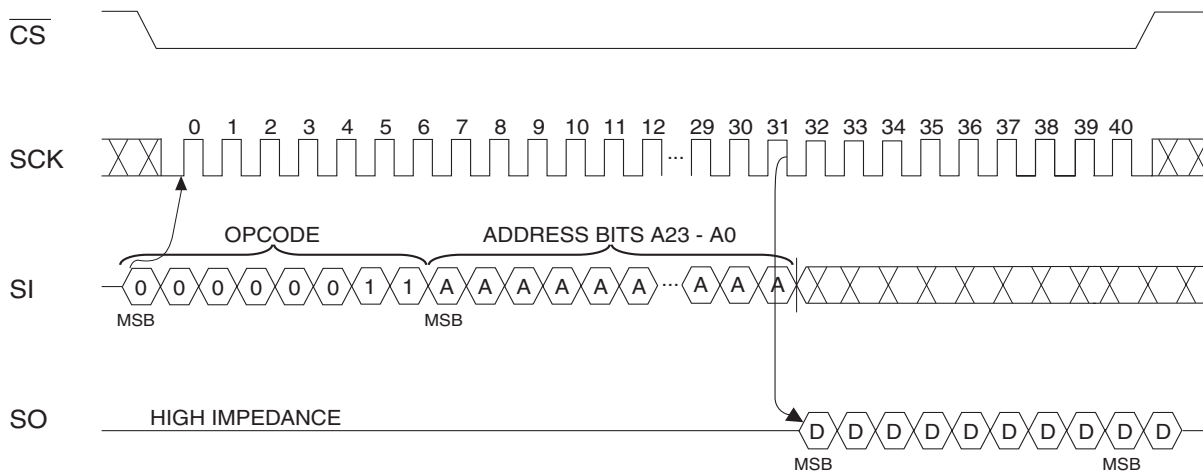 CS
0 1 2 3 4 5 6 7 8 9 10 11 12 29 30 31 32 33 34 35 36 37 38 39 40
SCK ...
OPCODE ADDRESS BITS A23 - A0
SI 0 0 0 0 0 0 1 1 A A A A A A ... A A A
MSB MSB
HIGH IMPEDANCE
SO D D D D D D D D D D
MSB MSB